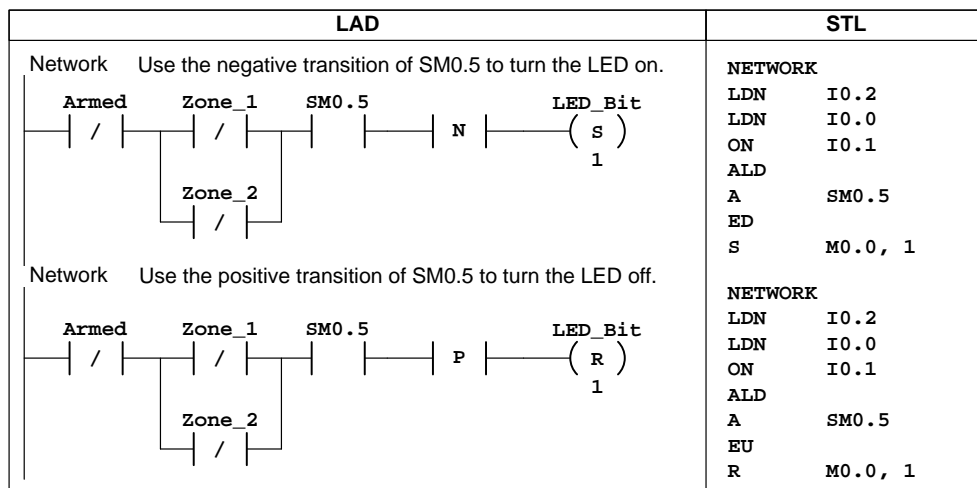 LAD STL
Network Use the negative transition of SM0.5 to turn the LED on.
Armed Zone_1 SM0.5 LED_Bit
/ / N S
1
Zone_2
/
NETWORK
LDN I0.2
LDN I0.0
ON I0.1
ALD
A SM0.5
ED
S M0.0, 1
Network Use the positive transition of SM0.5 to turn the LED off.
Armed Zone_1 SM0.5 LED_Bit
/ / P R
1
Zone_2
/
NETWORK
LDN I0.2
LDN I0.0
ON I0.1
ALD
A SM0.5
EU
R M0.0, 1